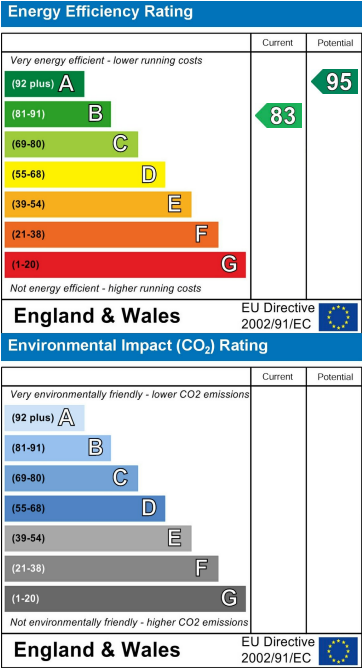 Energy Efficiency Rating
Current Potential
Very energy efficient - lower running costs
(92 plus) A
95
(81-91) B
83
(69-80) C
(55-68) D
(39-54) E
(21-38) F
(1-20) G
Not energy efficient - higher running costs
England & Wales
EU Directive
2002/91/EC
Environmental Impact (CO₂) Rating
Current Potential
Very environmentally friendly - lower CO2 emissions
(92 plus) A
(81-91) B
(69-80) C
(55-68) D
(39-54) E
(21-38) F
(1-20) G
Not environmentally friendly - higher CO2 emissions
England & Wales
EU Directive
2002/91/EC